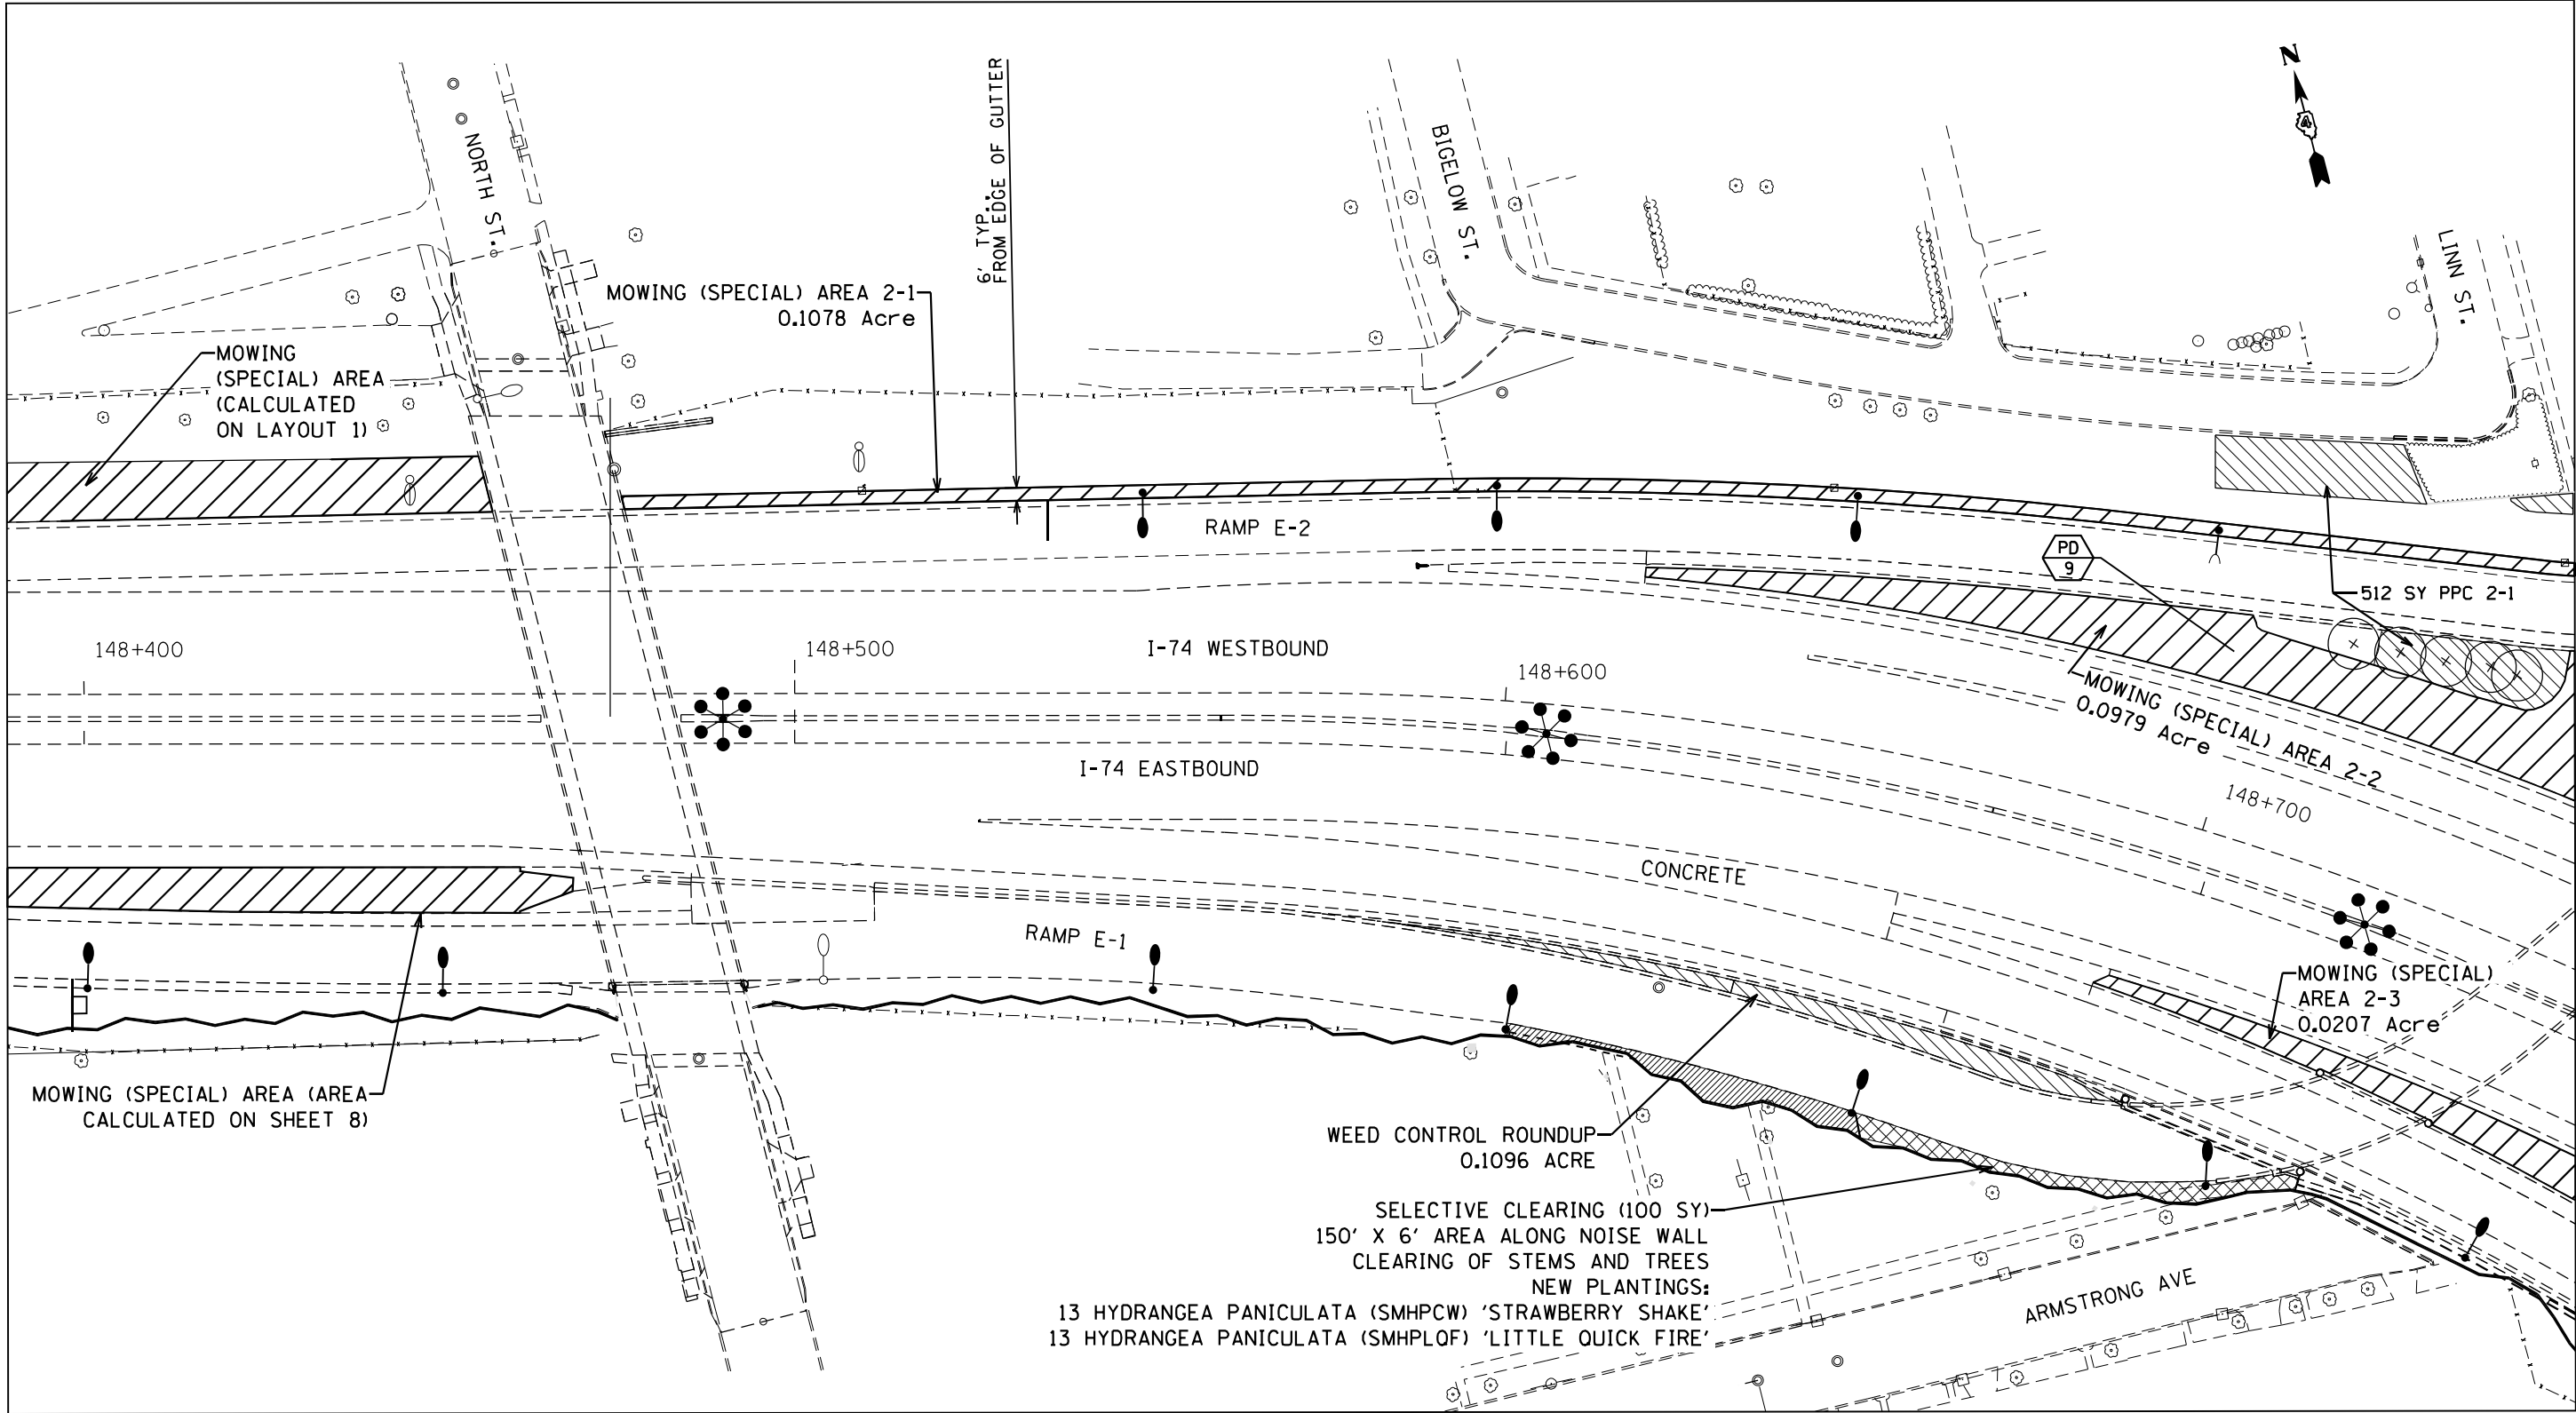 N
4
NORTH ST.
6' TYP.,
FROM EDGE OF GUTTER
BIGELOW ST.
LINN ST.
MOWING (SPECIAL) AREA 2-1
0.1078 Acre
MOWING
(SPECIAL) AREA
(CALCULATED
ON LAYOUT 1)
RAMP E-2
PD
9
512 SY PPC 2-1
148+400
148+500
I-74 WESTBOUND
148+600
MOWING (SPECIAL) AREA 2-2
0.0979 Acre
I-74 EASTBOUND
148+700
CONCRETE
RAMP E-1
MOWING (SPECIAL)
AREA 2-3
0.0207 Acre
MOWING (SPECIAL) AREA (AREA
CALCULATED ON SHEET 8)
WEED CONTROL ROUNDUP
0.1096 ACRE
SELECTIVE CLEARING (100 SY)
150' X 6' AREA ALONG NOISE WALL
CLEARING OF STEMS AND TREES
NEW PLANTINGS:
13 HYDRANGEA PANICULATA (SMHPCW) 'STRAWBERRY SHAKE'
13 HYDRANGEA PANICULATA (SMHPLQF) 'LITTLE QUICK FIRE'
ARMSTRONG AVE